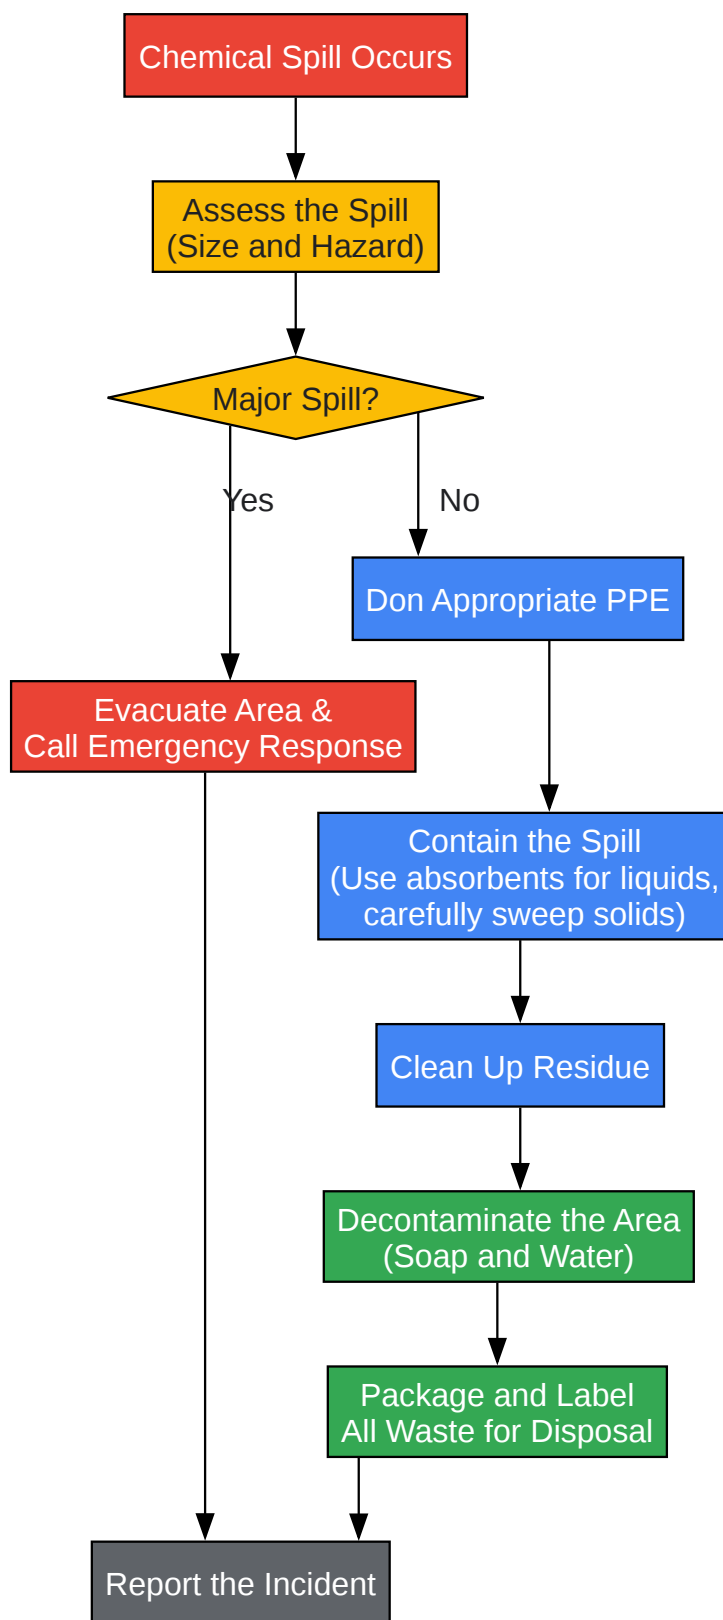 Chemical Spill Occurs
Assess the Spill
(Size and Hazard)
Major Spill?
Yes
No
Don Appropriate PPE
Evacuate Area &
Call Emergency Response
Contain the Spill
(Use absorbents for liquids,
carefully sweep solids)
Clean Up Residue
Decontaminate the Area
(Soap and Water)
Package and Label
All Waste for Disposal
Report the Incident